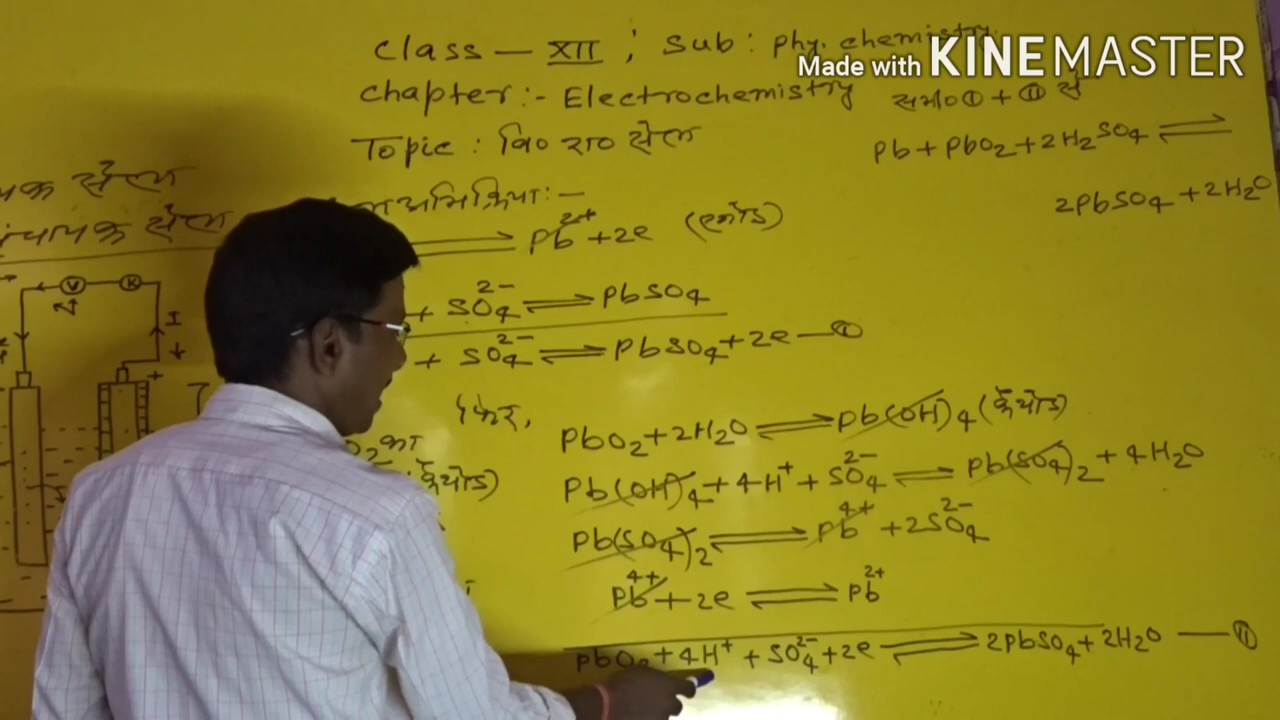 Class — XII ; Sub : phy. chemistry
Made with KINEMASTER
Chapter :- Electrochemistry
Topic : वि० रा० सेल
समी० ① + ⑪ से
Pb + PbO₂ + 2H₂SO₄ ⇌
2PbSO₄ + 2H₂O
सेल
सेल
अभिक्रिया :-
⇌ Pb²⁺ + 2e (एनोड)
+ SO₄²⁻ ⇌ PbSO₄
+ SO₄²⁻ ⇌ PbSO₄ + 2e — ①
V
K
I
+
फिर,
PbO₂ + 2H₂O ⇌ Pb(OH)₄ (कैथोड)
का
(कैथोड)
Pb(OH)₄ + 4H⁺ + SO₄²⁻ ⇌ Pb(SO₄)₂ + 4H₂O
Pb(SO₄)₂ ⇌ Pb⁴⁺ + 2SO₄²⁻
Pb⁴⁺ + 2e ⇌ Pb²⁺
PbO₂ + 4H⁺ + SO₄²⁻ + 2e ⇌ 2PbSO₄ + 2H₂O — ⑪